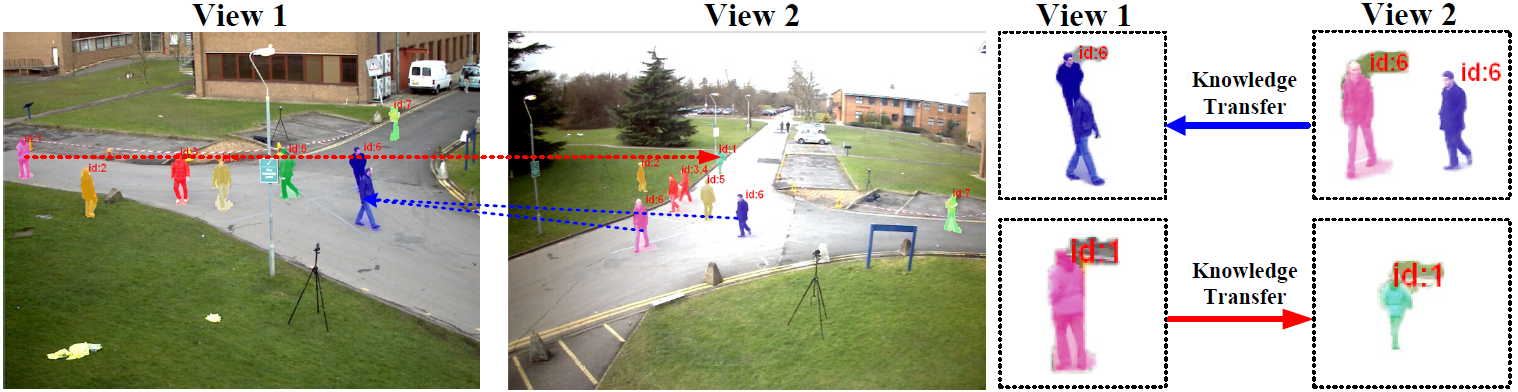 View 1
View 2
View 1
View 2
id:1
id:2
id:3
id:5
id:6
id:7
id:1
id:2
id:3,4
id:5
id:6
id:6
id:7
id:6
Knowledge
Transfer
id:6
id:6
id:1
Knowledge
Transfer
id:1